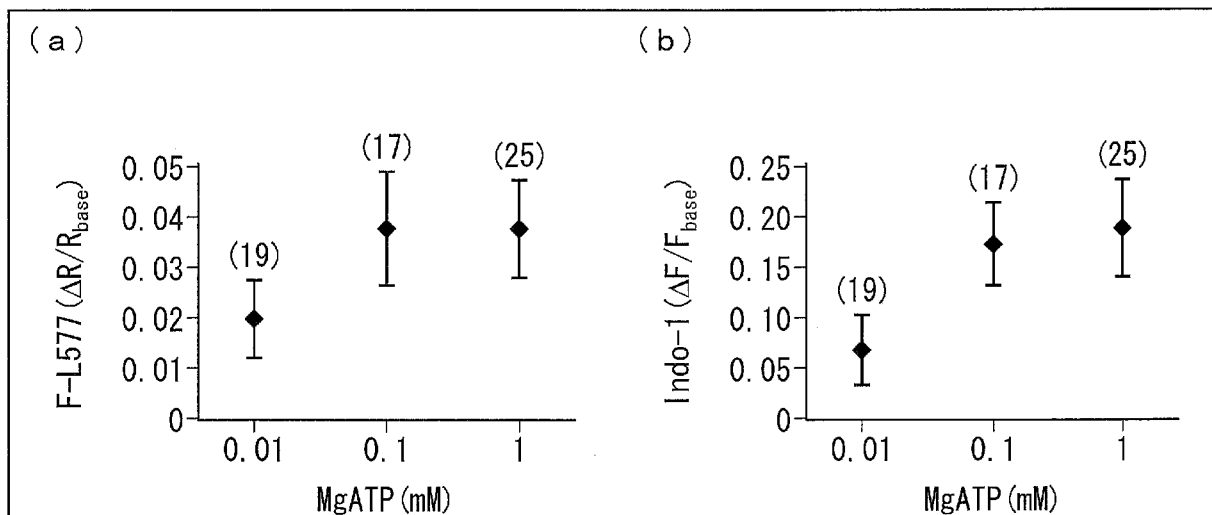 (a)
F-L577(ΔR/Rbase)
0.05
0.04
0.03
0.02
0.01
0
(19)
(17)
(25)
0.01 0.1 1
MgATP(mM)
(b)
Indo-1(ΔF/Fbase)
0.25
0.20
0.15
0.10
0.05
0
(19)
(17)
(25)
0.01 0.1 1
MgATP(mM)